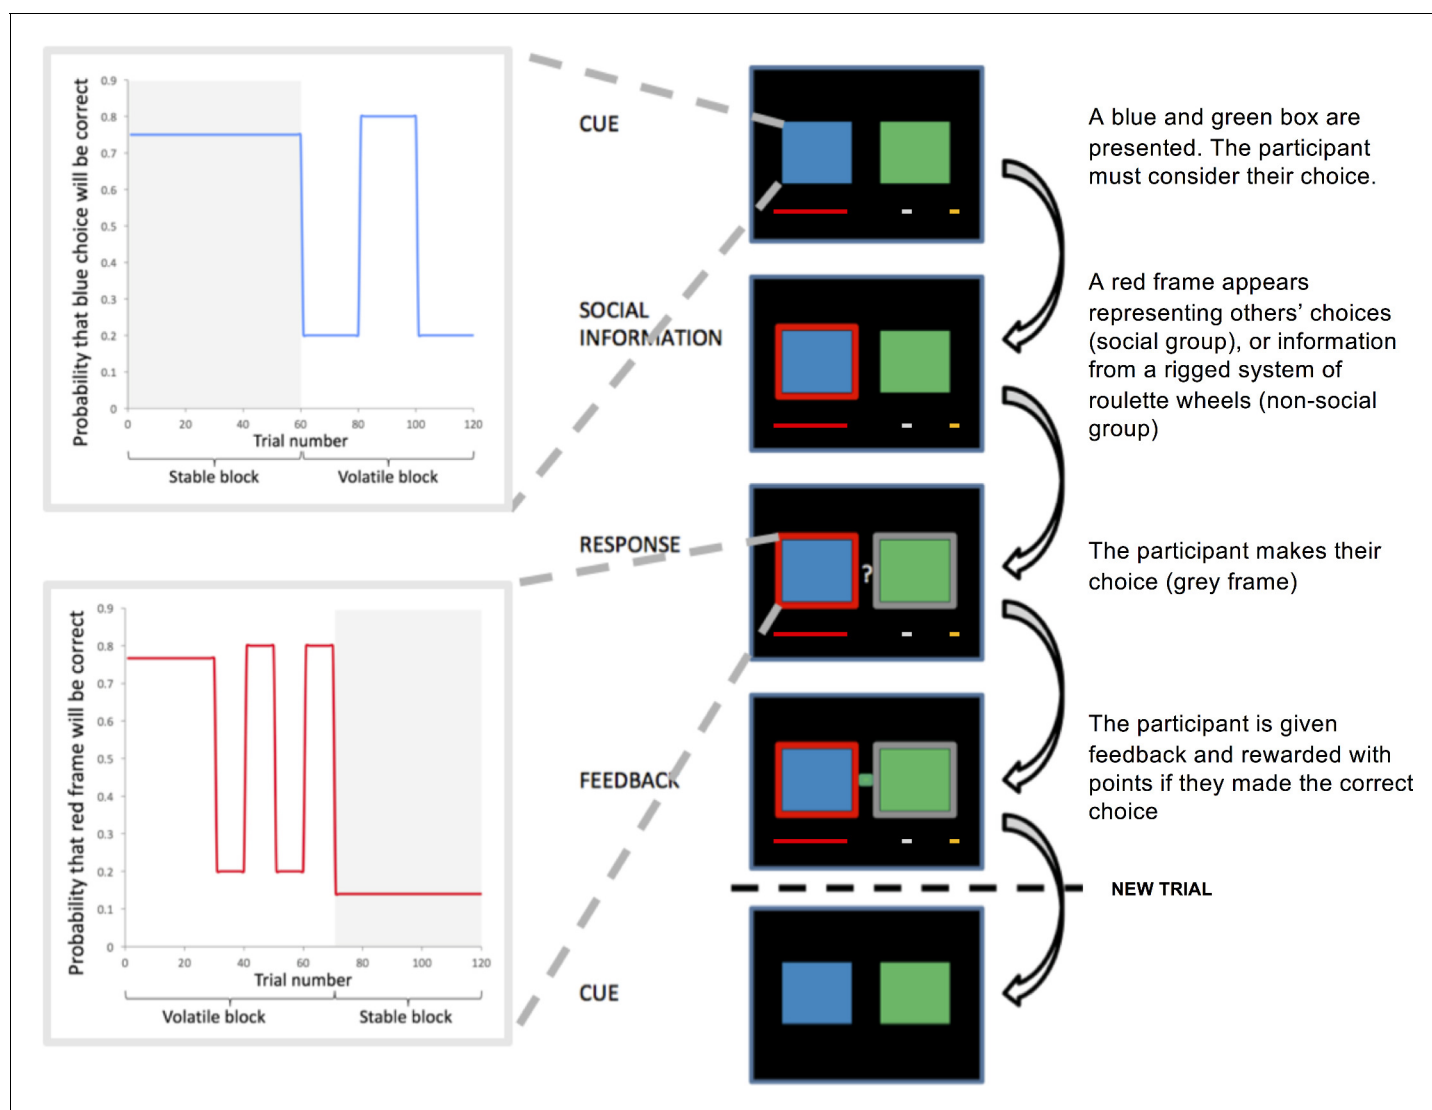 Probability that blue choice will be correct
0.9
0.8
0.7
0.6
0.5
0.4
0.3
0.2
0.1
0
0 20 40 60 80 100 120
Trial number
Stable block Volatile block
Probability that red frame will be correct
0.9
0.8
0.7
0.6
0.5
0.4
0.3
0.2
0.1
0
0 20 40 60 80 100 120
Trial number
Volatile block Stable block
CUE
A blue and green box are
presented. The participant
must consider their choice.
SOCIAL
INFORMATION
A red frame appears
representing others’ choices
(social group), or information
from a rigged system of
roulette wheels (non-social
group)
RESPONSE
?
The participant makes their
choice (grey frame)
FEEDBACK
The participant is given
feedback and rewarded with
points if they made the correct
choice
NEW TRIAL
CUE